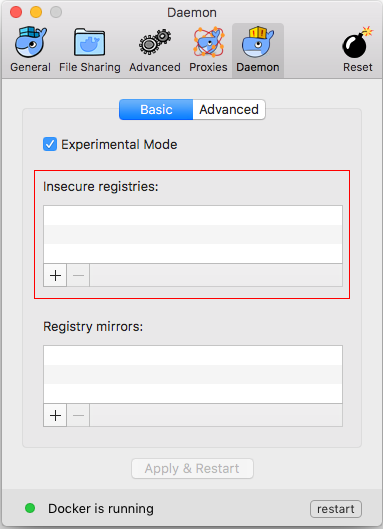 Daemon
General File Sharing Advanced Proxies Daemon Reset
Basic Advanced
Experimental Mode
Insecure registries:
+ −
Registry mirrors:
+ −
Apply & Restart
Docker is running restart